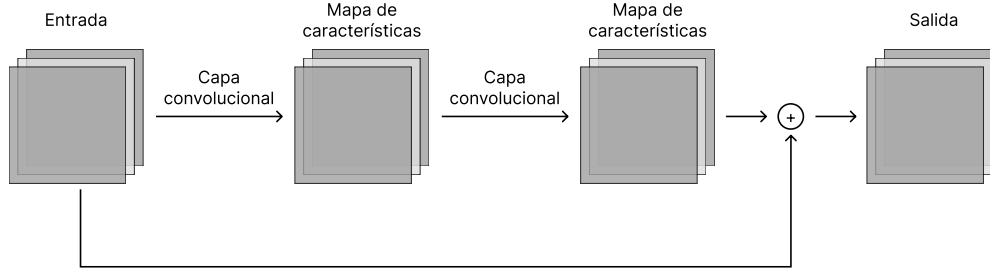 Entrada
Capa
convolucional
Mapa de
características
Capa
convolucional
Mapa de
características
+
Salida